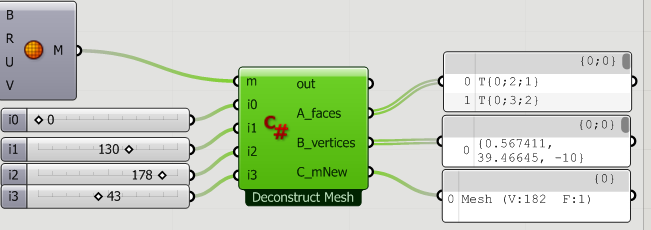 B
R
U
V
M
m
i0
i1
i2
i3
C#
out
A_faces
B_vertices
C_mNew
Deconstruct Mesh
i0 0
i1 130
i2 178
i3 43
{0;0}
0 T{0;2;1}
1 T{0;3;2}
{0;0}
0 {0.567411,
39.46645, -10}
{0}
0 Mesh (V:182 F:1)